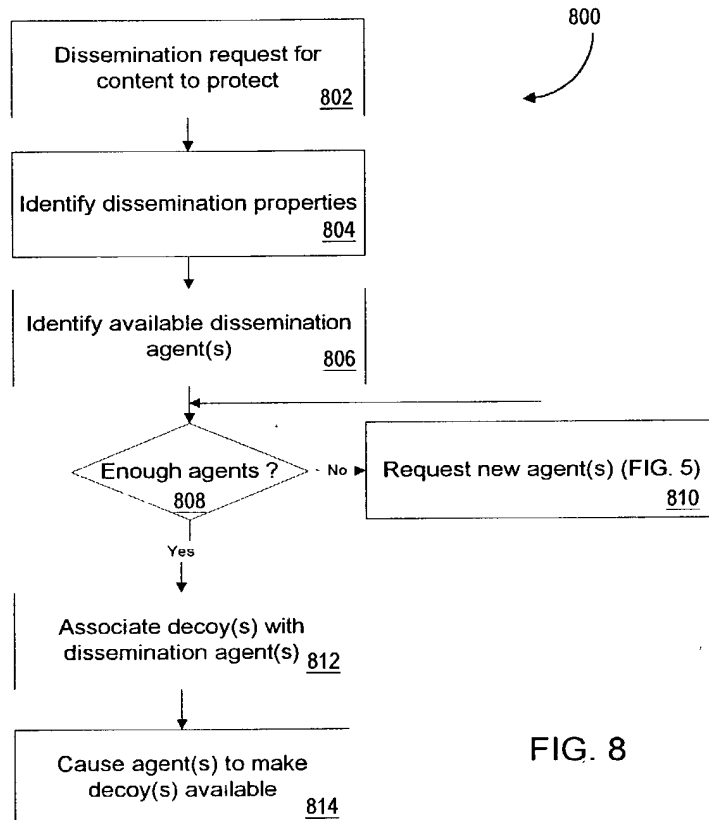 800
Dissemination request for
content to protect
802
Identify dissemination properties
804
Identify available dissemination
agent(s)
806
Enough agents ?
808
No
Request new agent(s) (FIG. 5)
810
Yes
Associate decoy(s) with
dissemination agent(s)
812
Cause agent(s) to make
decoy(s) available
814
FIG. 8